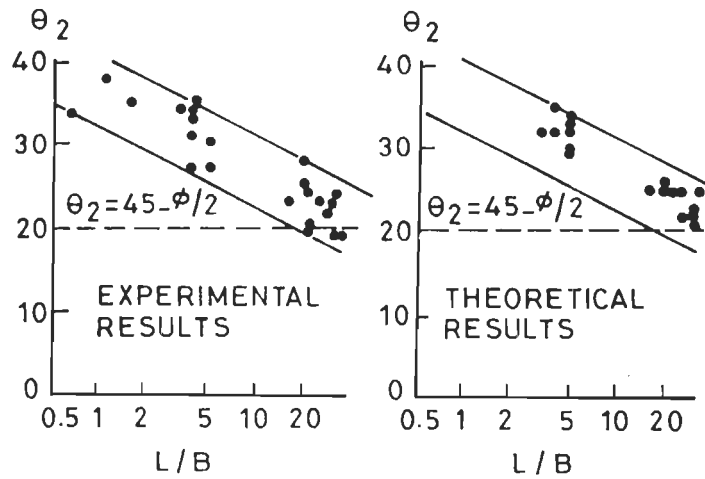 θ2
40
30
20
10
0
θ2=45-ϕ/2
EXPERIMENTAL
RESULTS
0.5 1 2 5 10 20
L/B
θ2
40
30
20
10
0
θ2=45-ϕ/2
THEORETICAL
RESULTS
0.5 1 2 5 10 20
L/B